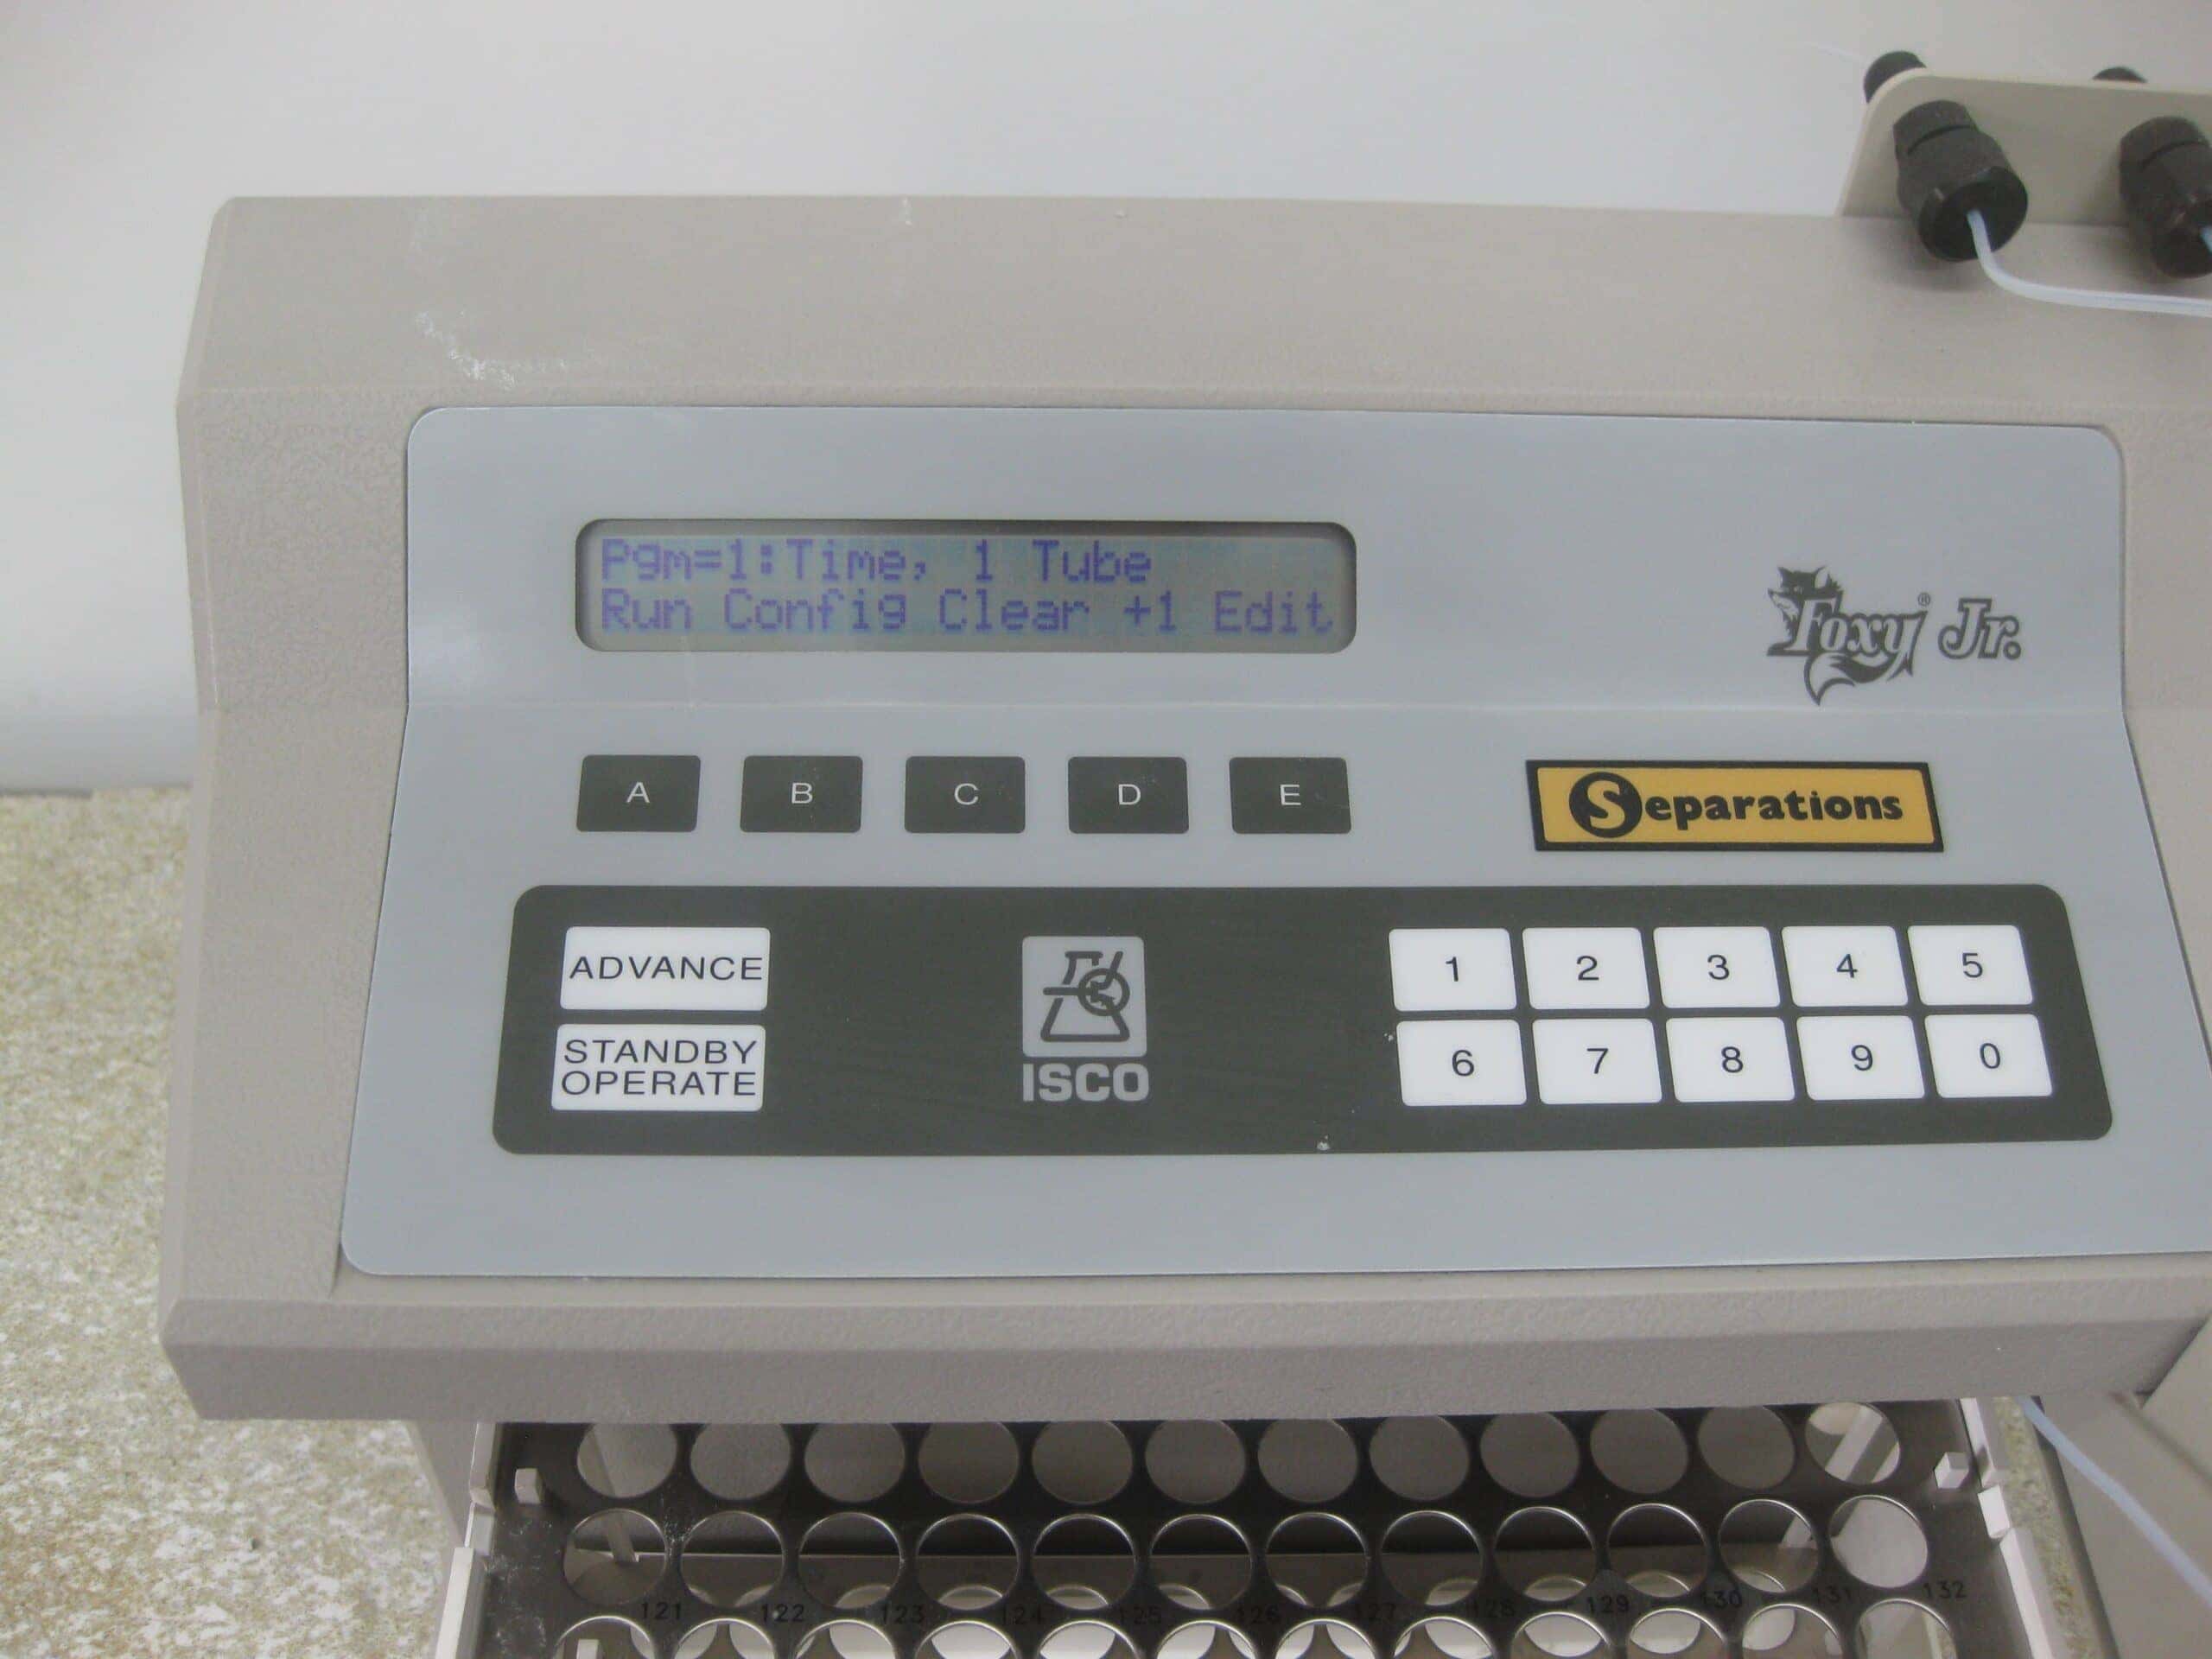 Pgm=1:Time, 1 Tube
Run Config Clear +1 Edit
Foxy® Jr.
A B C D E
Separations
ADVANCE
STANDBY
OPERATE
ISCO
1 2 3 4 5
6 7 8 9 0
121 122 123 124 125 126 127 128 129 130 131 132